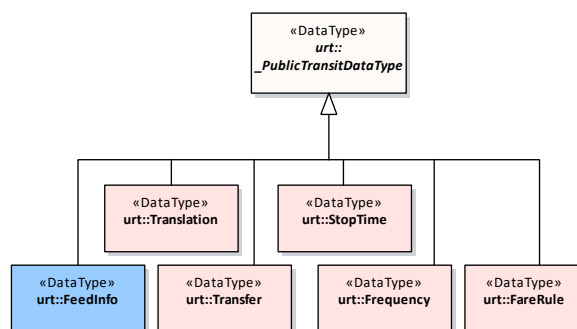 «DataType»
urt::
_PublicTransitDataType
«DataType»
urt::Translation
«DataType»
urt::StopTime
«DataType»
urt::FeedInfo
«DataType»
urt::Transfer
«DataType»
urt::Frequency
«DataType»
urt::FareRule